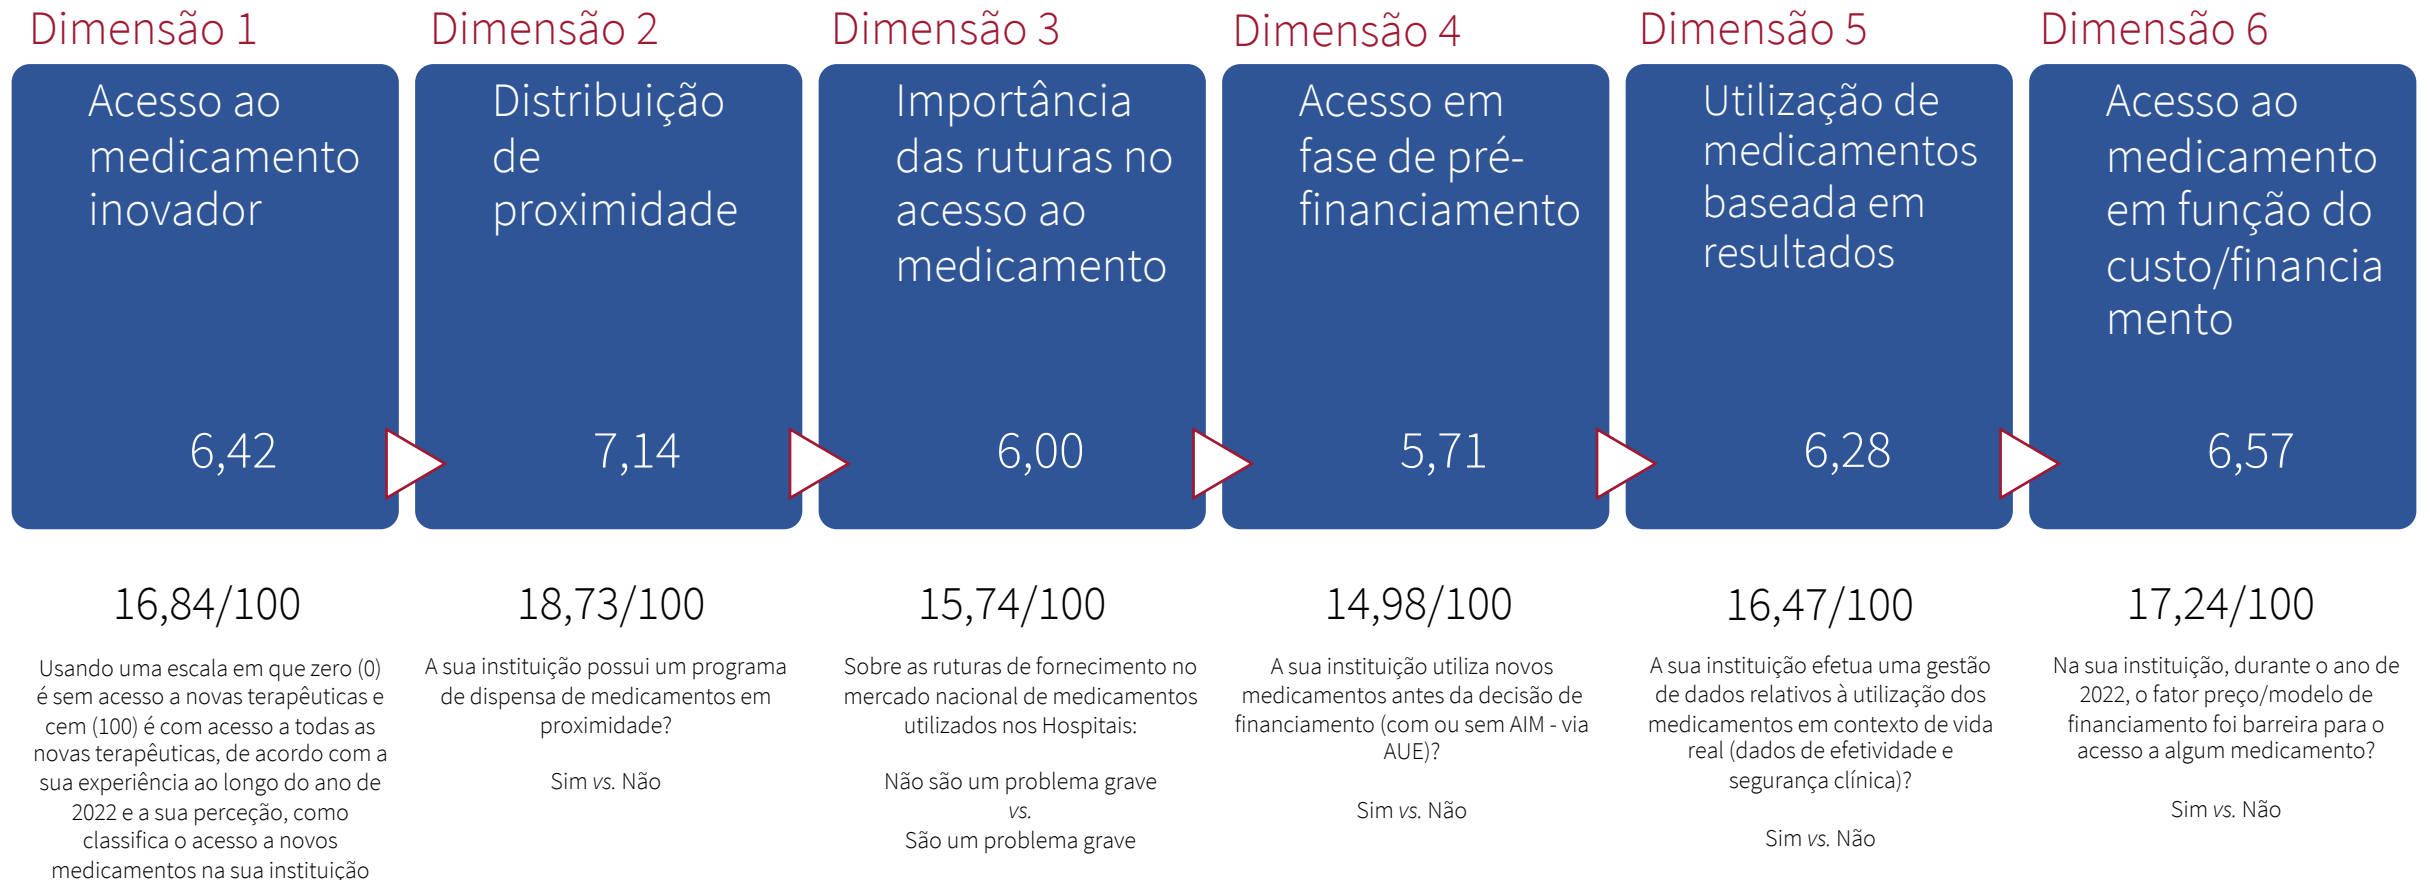 Dimensão 1
Acesso ao
medicamento
inovador
6,42
16,84/100
Usando uma escala em que zero (0)
é sem acesso a novas terapêuticas e
cem (100) é com acesso a todas as
novas terapêuticas, de acordo com a
sua experiência ao longo do ano de
2022 e a sua perceção, como
classifica o acesso a novos
medicamentos na sua instituição
Dimensão 2
Distribuição
de
proximidade
7,14
18,73/100
A sua instituição possui um programa
de dispensa de medicamentos em
proximidade?
Sim vs. Não
Dimensão 3
Importância
das ruturas no
acesso ao
medicamento
6,00
15,74/100
Sobre as ruturas de fornecimento no
mercado nacional de medicamentos
utilizados nos Hospitais:
Não são um problema grave
vs.
São um problema grave
Dimensão 4
Acesso em
fase de pré-
financiamento
5,71
14,98/100
A sua instituição utiliza novos
medicamentos antes da decisão de
financiamento (com ou sem AIM - via
AUE)?
Sim vs. Não
Dimensão 5
Utilização de
medicamentos
baseada em
resultados
6,28
16,47/100
A sua instituição efetua uma gestão
de dados relativos à utilização dos
medicamentos em contexto de vida
real (dados de efetividade e
segurança clínica)?
Sim vs. Não
Dimensão 6
Acesso ao
medicamento
em função do
custo/financia
mento
6,57
17,24/100
Na sua instituição, durante o ano de
2022, o fator preço/modelo de
financiamento foi barreira para o
acesso a algum medicamento?
Sim vs. Não